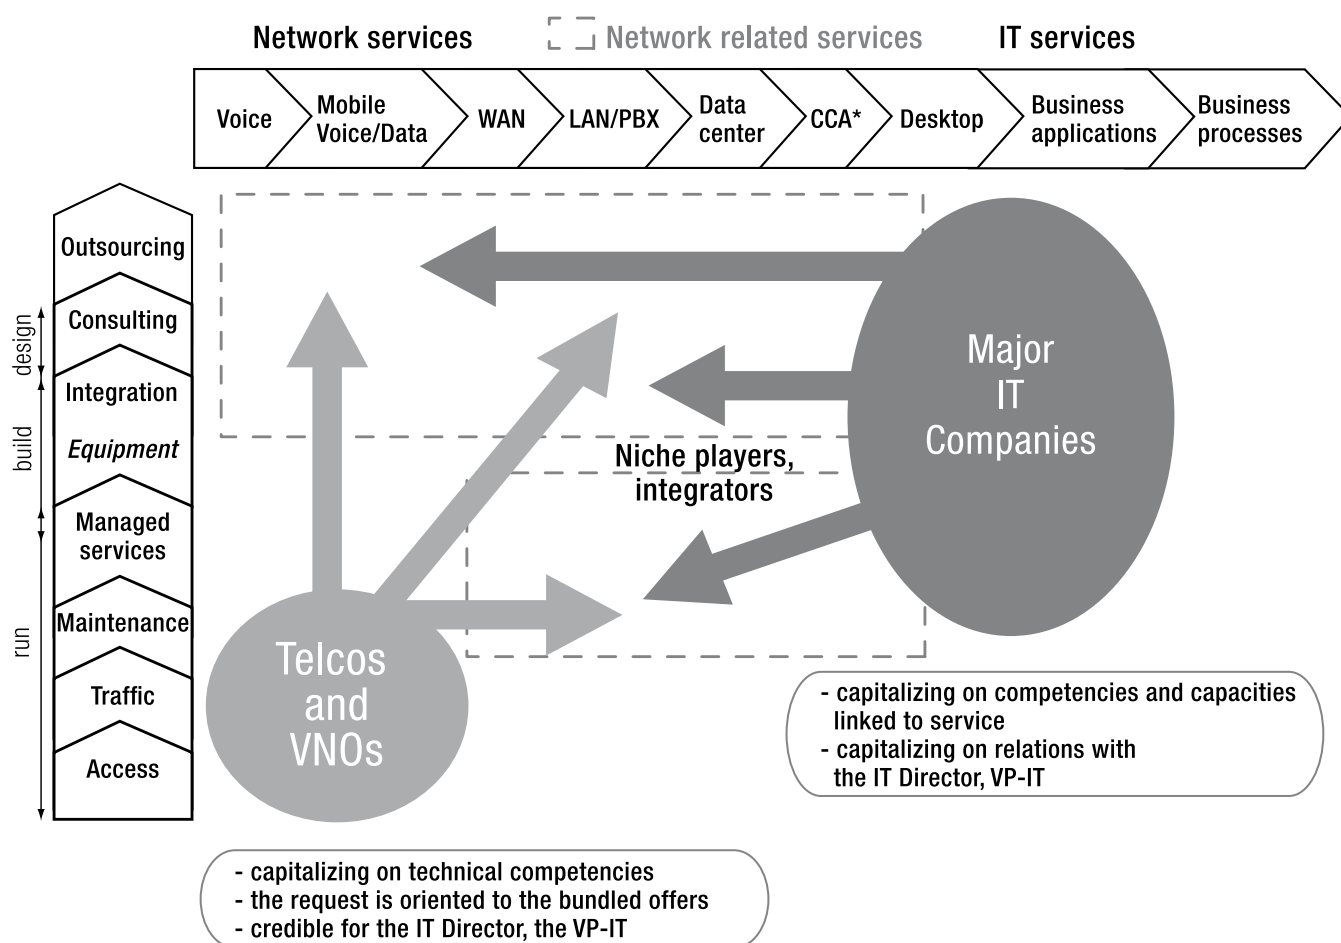 Network services
Network related services
IT services
Voice
Mobile
Voice/Data
WAN
LAN/PBX
Data
center
CCA*
Desktop
Business
applications
Business
processes
Outsourcing
Consulting
Integration
Equipment
Managed
services
Maintenance
Traffic
Access
design
build
run
Major
IT
Companies
Niche players,
integrators
Telcos
and
VNOs
- capitalizing on competencies and capacities
linked to service
- capitalizing on relations with
the IT Director, VP-IT
- capitalizing on technical competencies
- the request is oriented to the bundled offers
- credible for the IT Director, the VP-IT